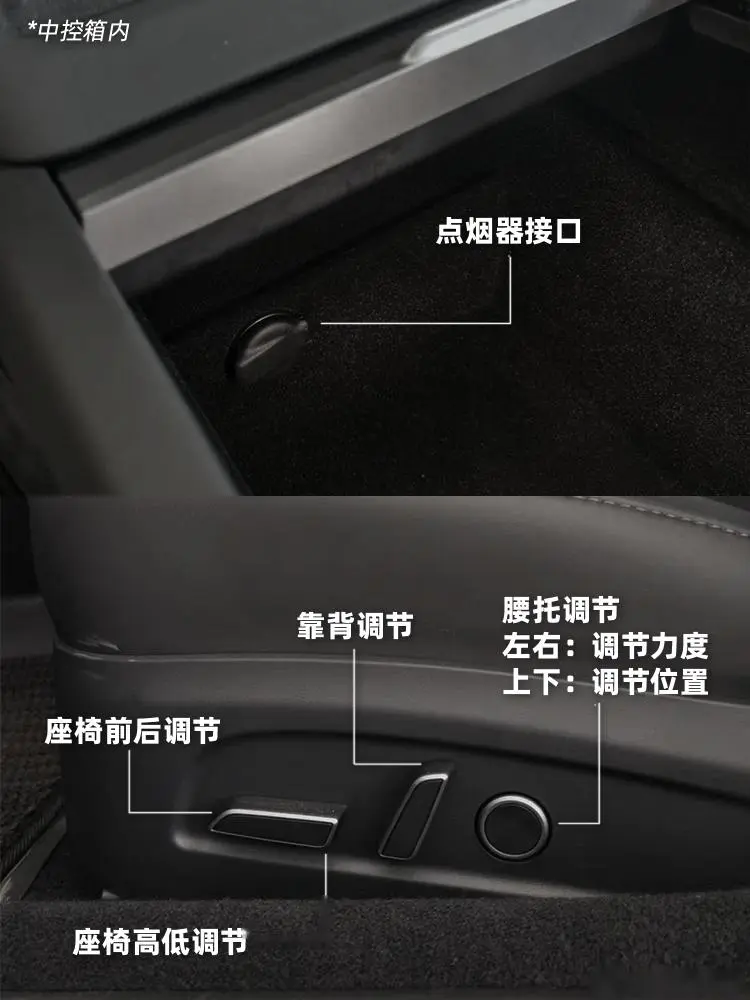 *中控箱内
点烟器接口
靠背调节
腰托调节
左右：调节力度
上下：调节位置
座椅前后调节
座椅高低调节